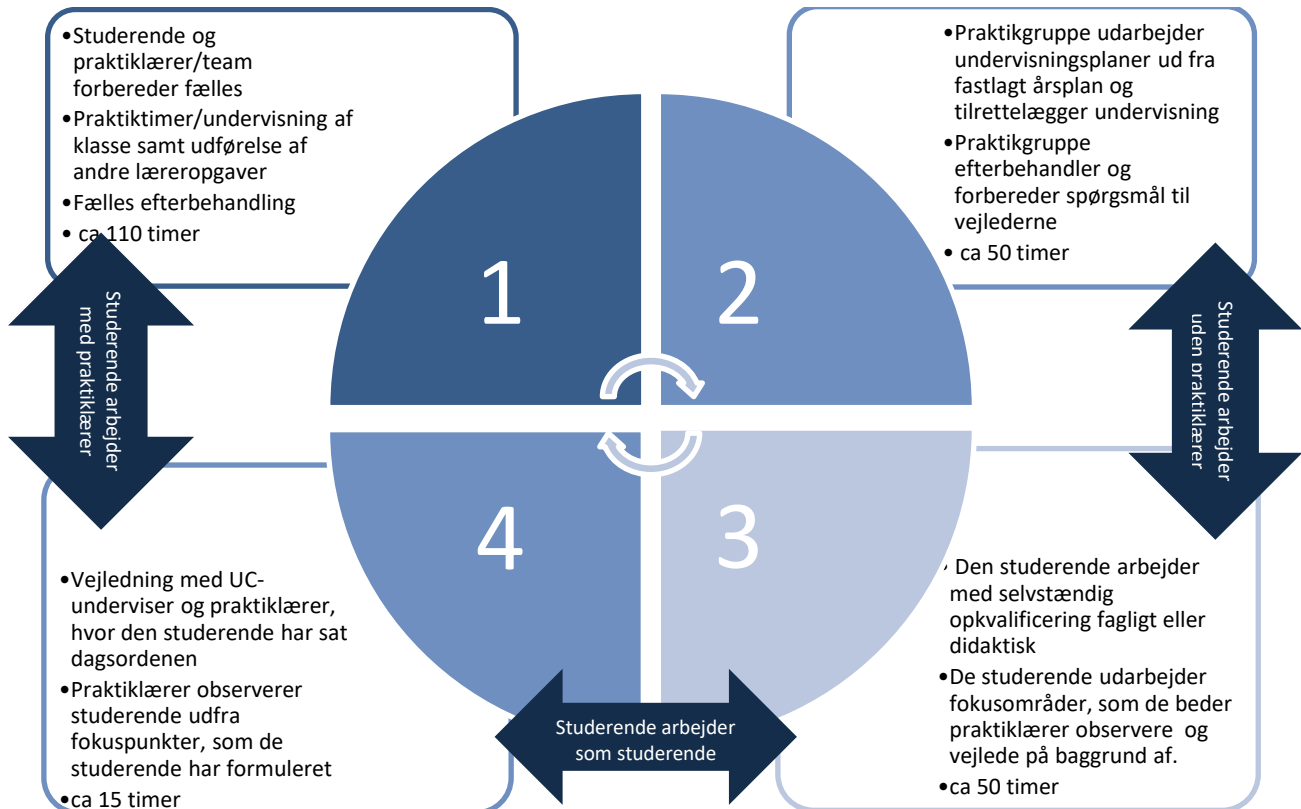 •Studerende og
praktiklærer/team
forbereder fælles
•Praktiktimer/undervisning af
klasse samt udførelse af
andre læreropgaver
•Fælles efterbehandling
• ca 110 timer
•Praktikgruppe udarbejder
undervisningsplaner ud fra
fastlagt årsplan og
tilrettelægger undervisning
•Praktikgruppe
efterbehandler og
forbereder spørgsmål til
vejlederne
• ca 50 timer
1
2
Studerende arbejder
med praktiklærer
Studerende arbejder
uden praktiklærer
4
3
•Vejledning med UC-
underviser og praktiklærer,
hvor den studerende har sat
dagsordenen
•Praktiklærer observerer
studerende udfra
fokuspunkter, som de
studerende har formuleret
•ca 15 timer
• Den studerende arbejder
med selvstændig
opkvalificering fagligt eller
didaktisk
•De studerende udarbejder
fokusområder, som de beder
praktiklærer observere og
vejlede på baggrund af.
•ca 50 timer
Studerende arbejder
som studerende